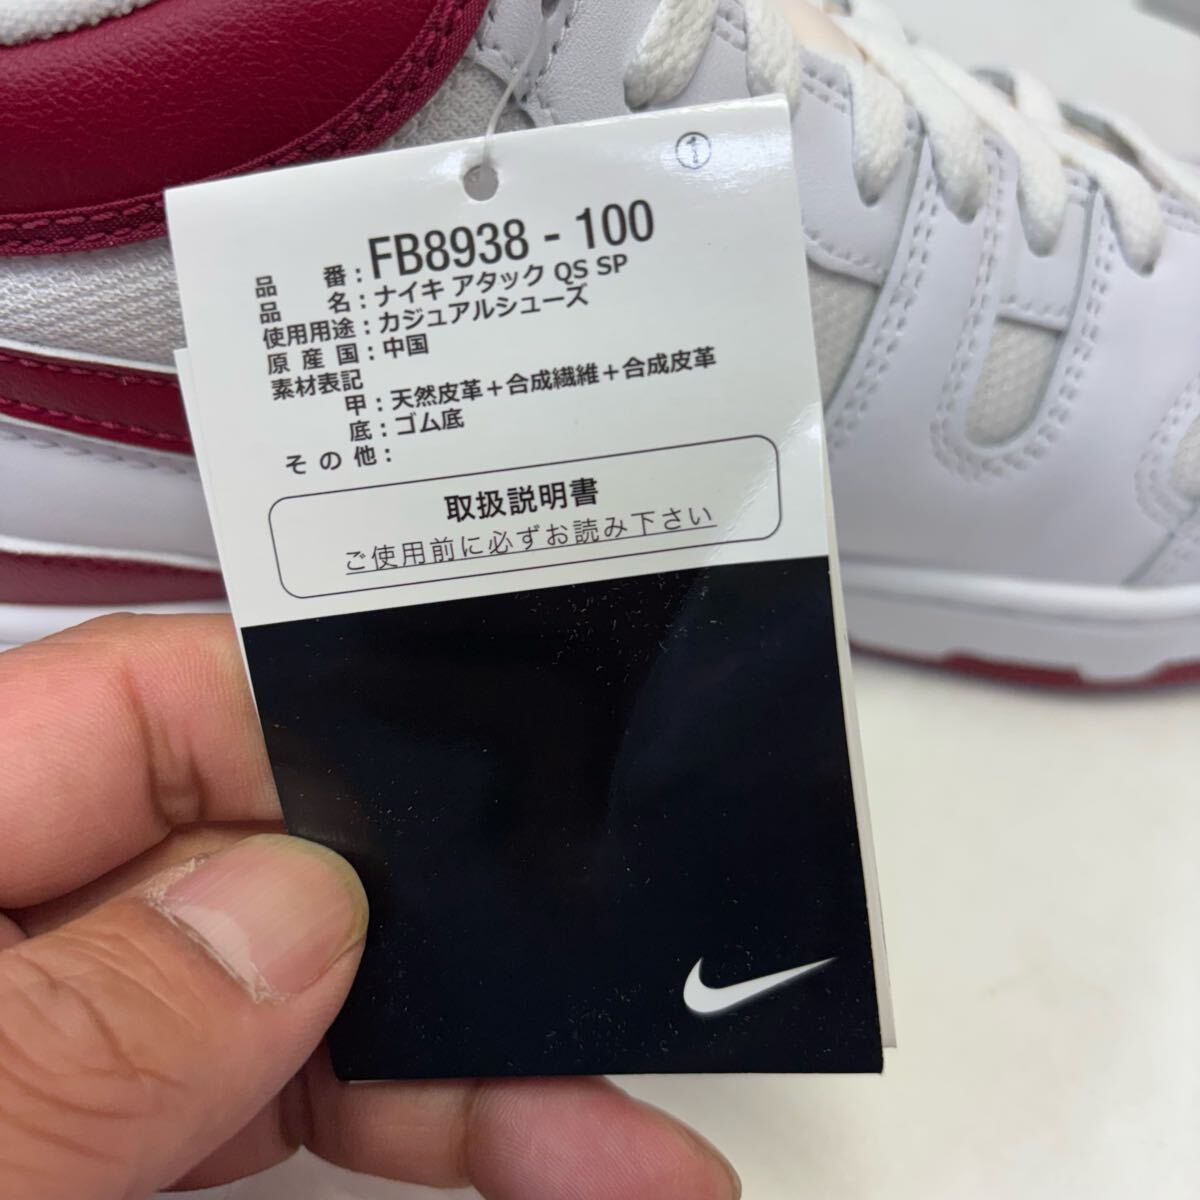 ①
品番：FB8938 - 100
品名：ナイキ アタック QS SP
使用用途：カジュアルシューズ
原産国：中国
素材表記
甲：天然皮革＋合成繊維＋合成皮革
底：ゴム底
その他：
取扱説明書
ご使用前に必ずお読み下さい